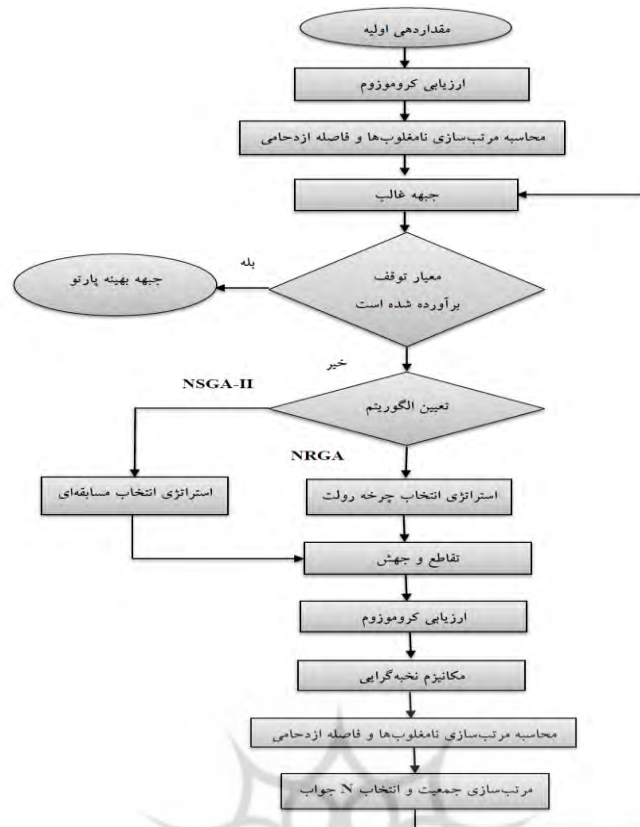 مقداردهی اولیه
ارزیابی کروموزوم
محاسبه مرتب‌سازی نامغلوب‌ها و فاصله ازدحامی
جبهه غالب
معیار توقف
برآورده شده است
بله
جبهه بهینه پارتو
خیر
تعیین الگوریتم
NSGA-II
NRGA
استراتژی انتخاب مسابقه‌ای
استراتژی انتخاب چرخه رولت
تقاطع و جهش
ارزیابی کروموزوم
مکانیزم نخبه‌گرایی
محاسبه مرتب‌سازی نامغلوب‌ها و فاصله ازدحامی
مرتب‌سازی جمعیت و انتخاب N جواب